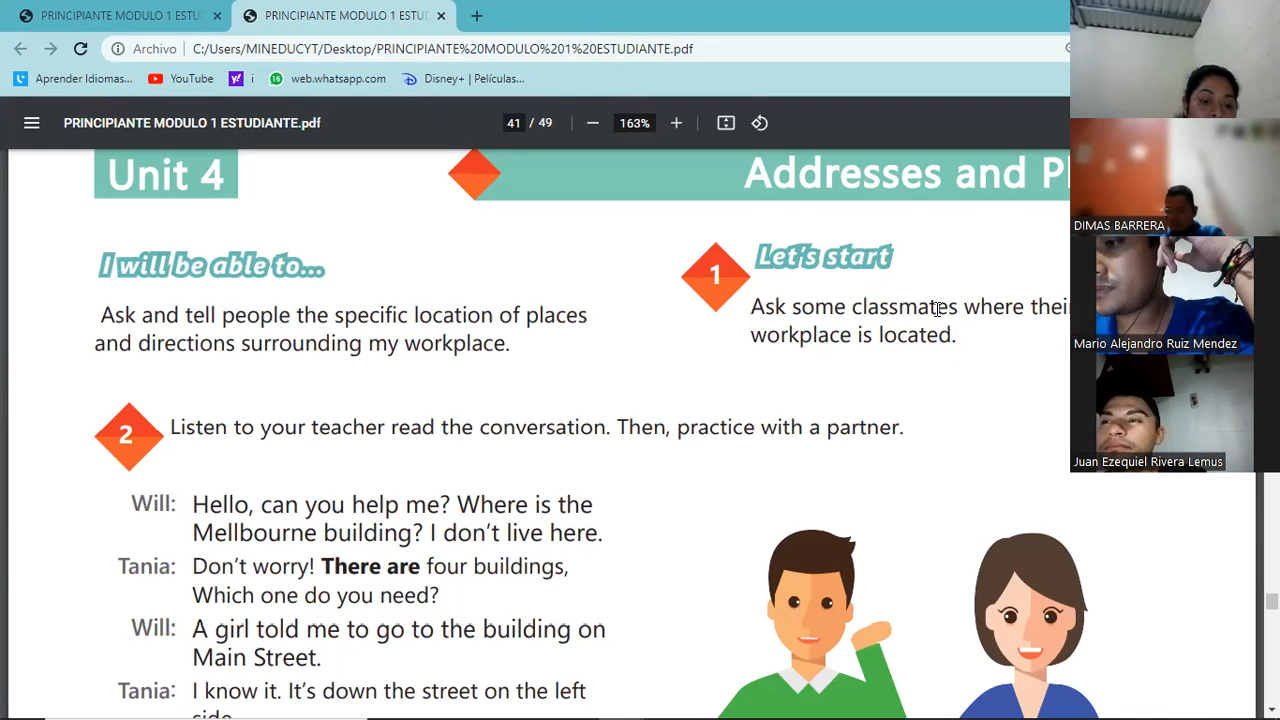 PRINCIPIANTE MODULO 1 ESTU
PRINCIPIANTE MODULO 1 ESTUD
Archivo
C:/Users/MINEDUCYT/Desktop/PRINCIPIANTE%20MODULO%201%20ESTUDIANTE.pdf
Aprender Idiomas...
YouTube
i
16
web.whatsapp.com
Disney+ | Películas...
PRINCIPIANTE MODULO 1 ESTUDIANTE.pdf
41 / 49
163%
Unit 4
Addresses and Pl
I will be able to...
Ask and tell people the specific location of places
and directions surrounding my workplace.
1
Let's start
Ask some classmates where their
workplace is located.
2
Listen to your teacher read the conversation. Then, practice with a partner.
Will: Hello, can you help me? Where is the
Mellbourne building? I don't live here.
Tania: Don't worry! There are four buildings,
Which one do you need?
Will: A girl told me to go to the building on
Main Street.
Tania: I know it. It's down the street on the left
side.
DIMAS BARRERA
Mario Alejandro Ruiz Mendez
Juan Ezequiel Rivera Lemus